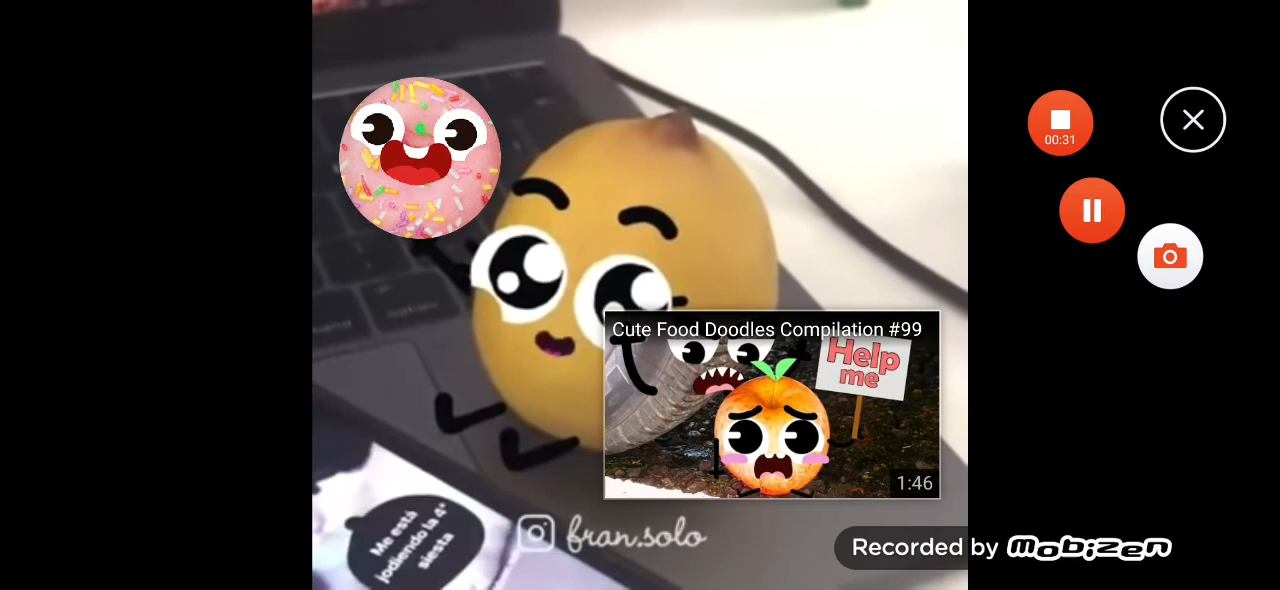 00:31
Cute Food Doodles Compilation #99
Help
me
1:46
Me está
jodiendo la 4ª
siesta
fran.solo
Recorded by mobizen